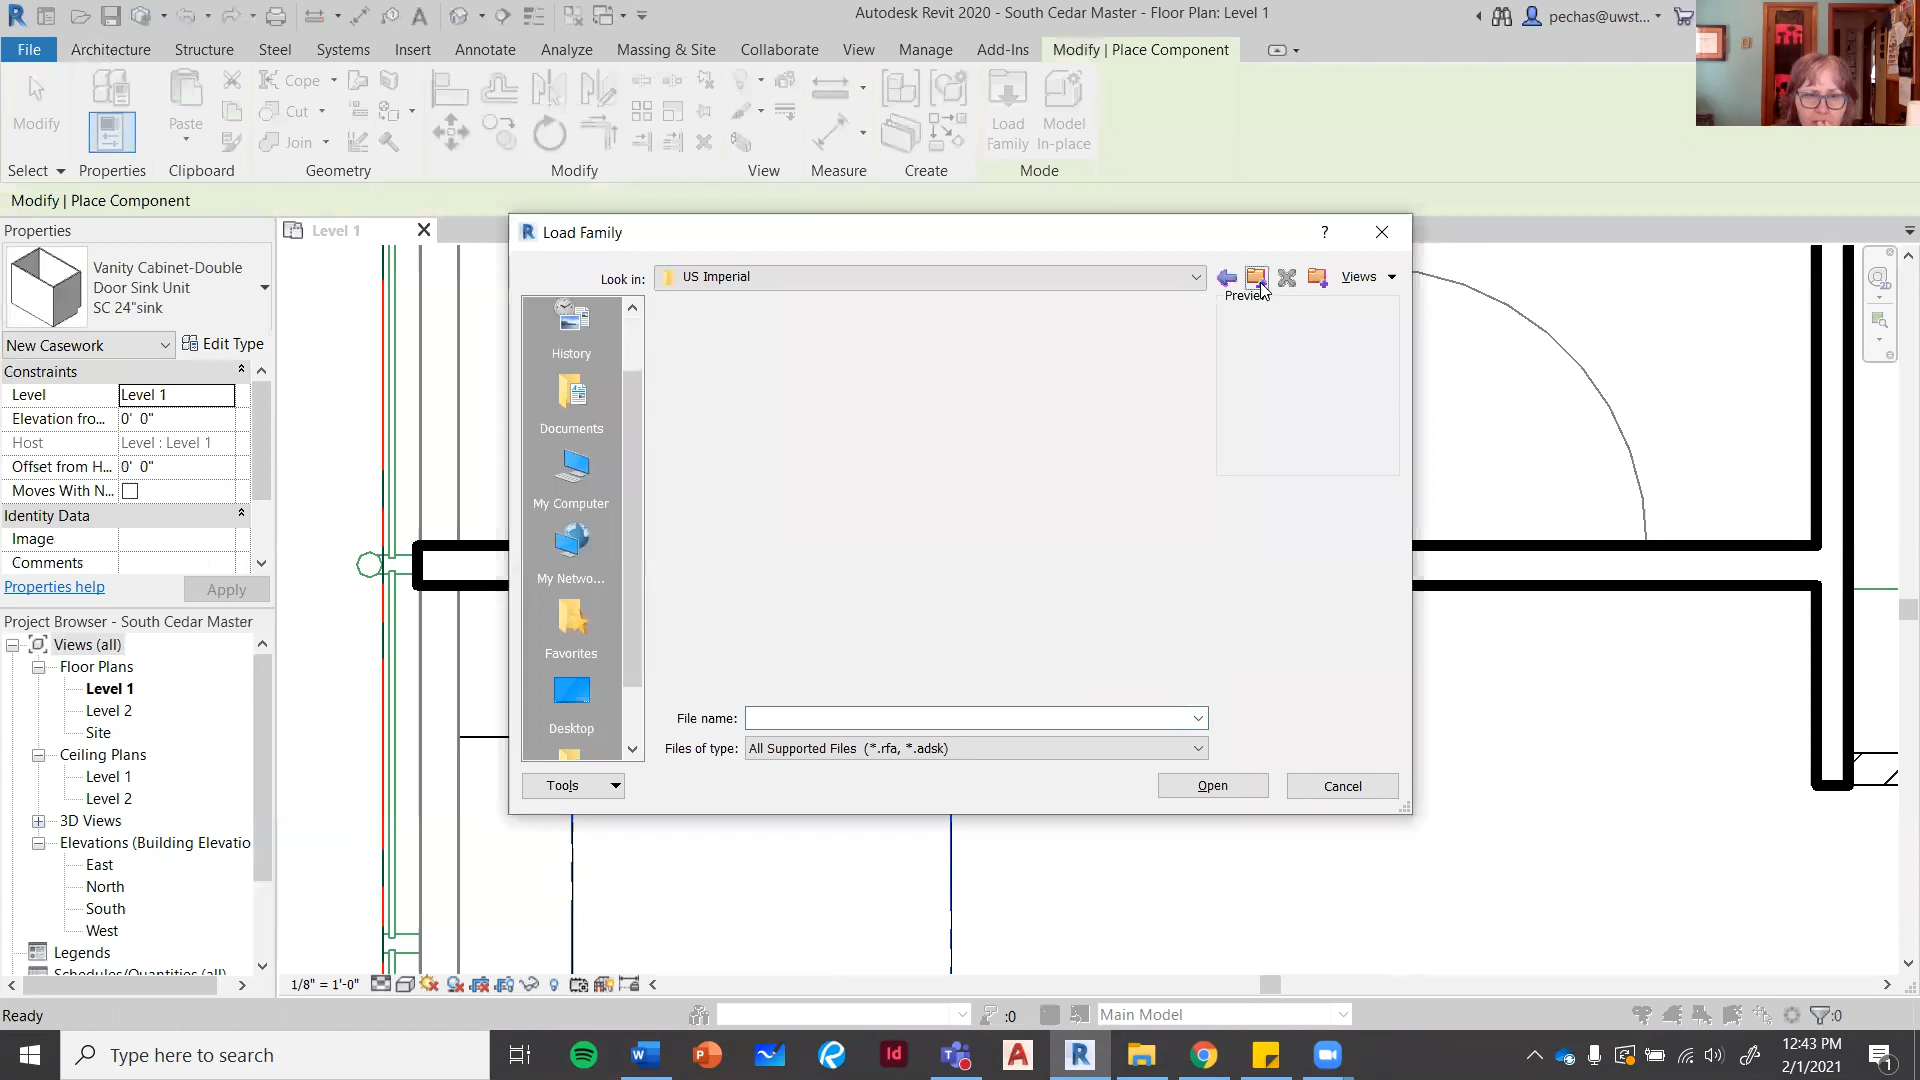 Autodesk Revit 2020 - South Cedar Master - Floor Plan: Level 1
pechas@uwst...
File
Architecture
Structure
Steel
Systems
Insert
Annotate
Analyze
Massing & Site
Collaborate
View
Manage
Add-Ins
Modify | Place Component
Modify
Paste
Cope
Cut
Join
Load Family
Model In-place
Select
Properties
Clipboard
Geometry
Modify
View
Measure
Create
Mode
Modify | Place Component
Properties
Vanity Cabinet-Double
Door Sink Unit
SC 24"sink
New Casework
Edit Type
Constraints
Level Level 1
Elevation fro... 0' 0"
Host Level : Level 1
Offset from H... 0' 0"
Moves With N...
Identity Data
Image
Comments
Properties help
Apply
Project Browser - South Cedar Master
Views (all)
Floor Plans
Level 1
Level 2
Site
Ceiling Plans
Level 1
Level 2
3D Views
Elevations (Building Elevatio
East
North
South
West
Legends
Schedules/Quantities (all)
Level 1
Load Family
?
Look in: US Imperial
Views
Preview
History
Documents
My Computer
My Netwo...
Favorites
Desktop
File name:
Files of type: All Supported Files (*.rfa, *.adsk)
Tools
Open
Cancel
2D
1/8" = 1'-0"
Ready
:0
Main Model
:0
Type here to search
12:43 PM
2/1/2021
1